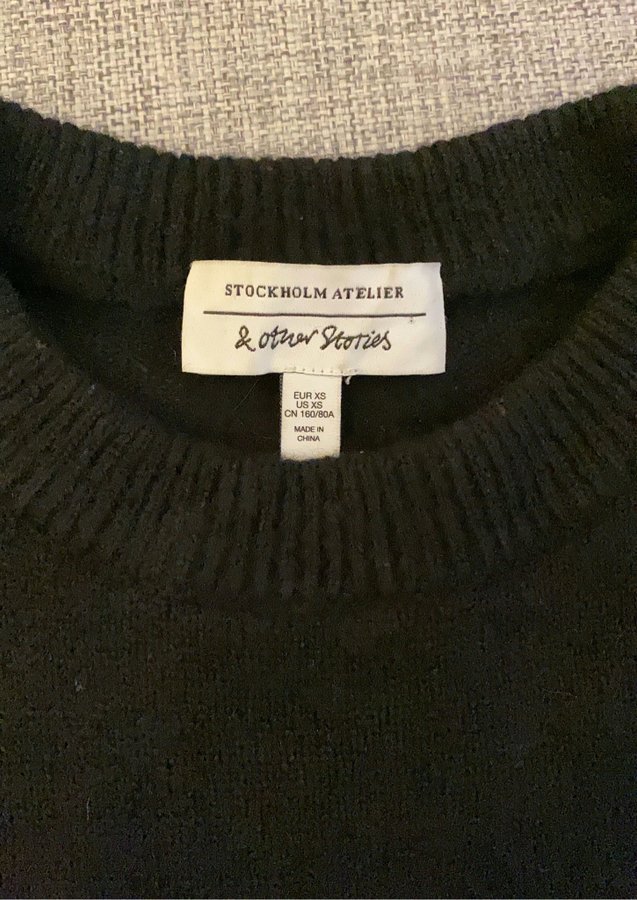 STOCKHOLM ATELIER
& other Stories
EUR XS
US XS
CN 160/80A
MADE IN
CHINA